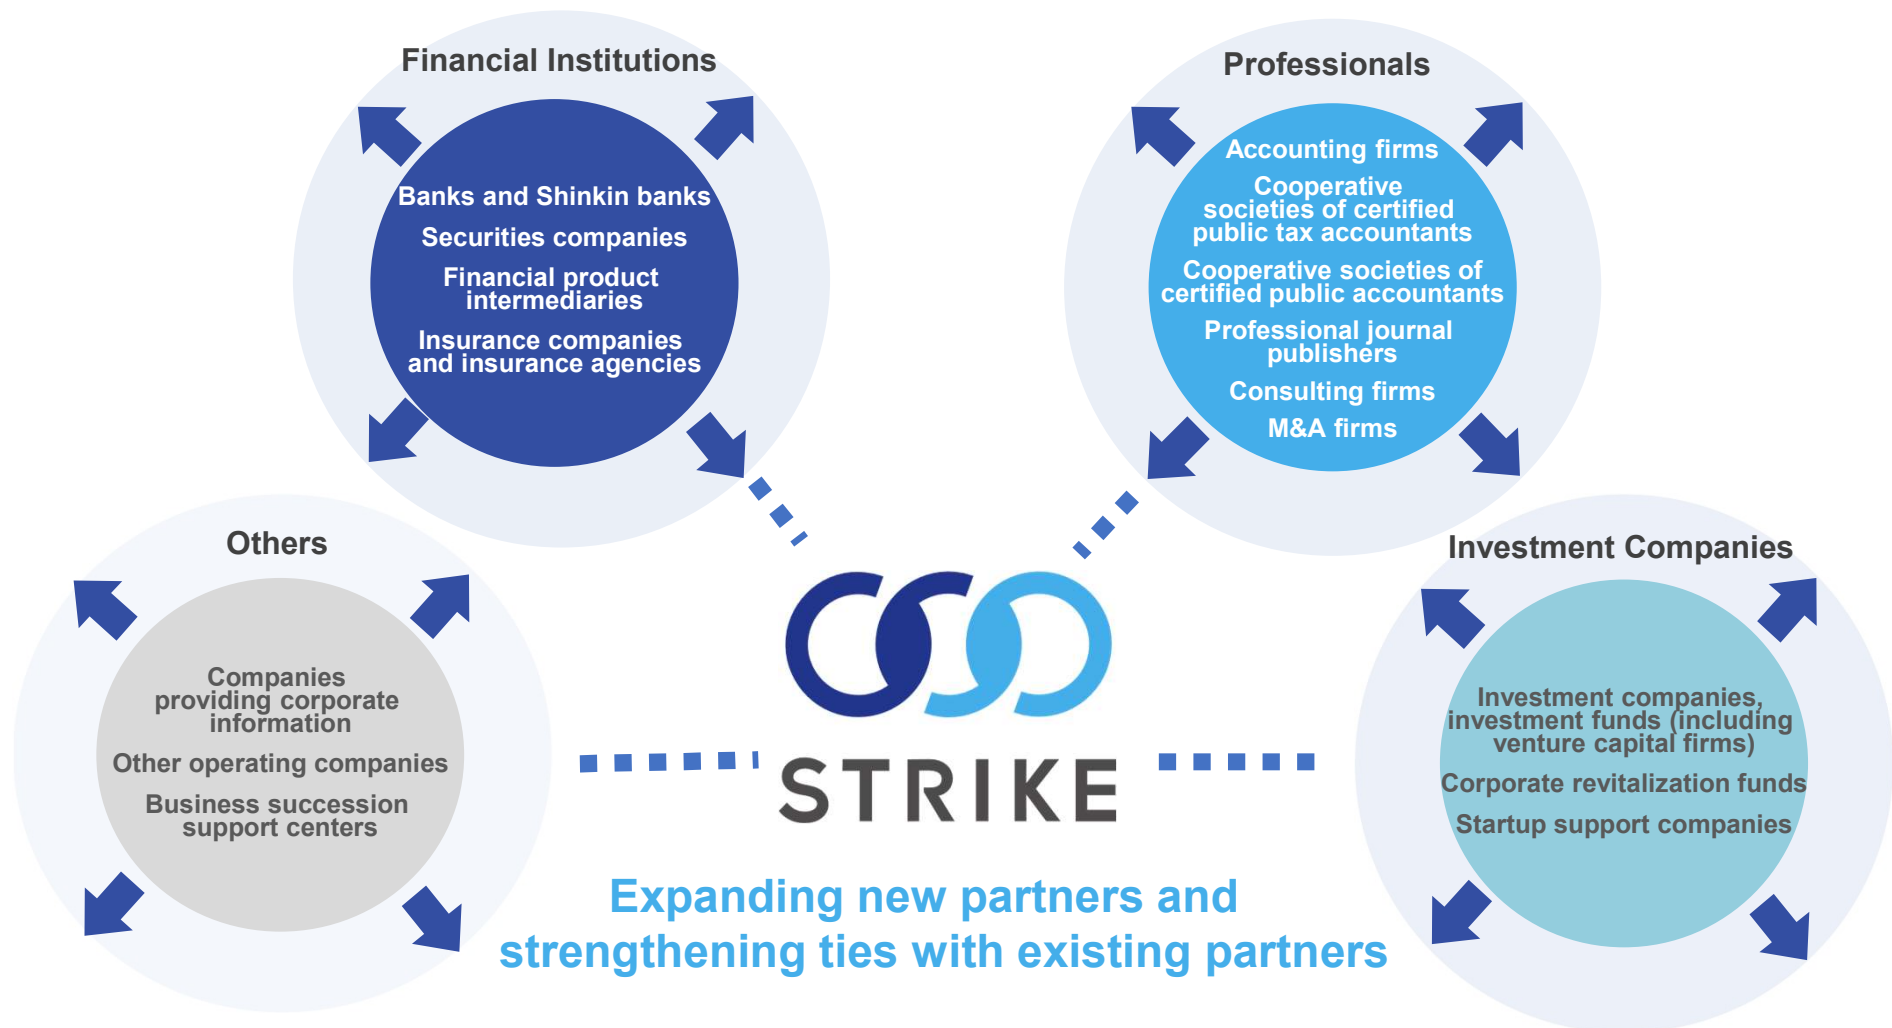 Financial Institutions
Banks and Shinkin banks
Securities companies
Financial product
intermediaries
Insurance companies
and insurance agencies
Professionals
Accounting firms
Cooperative
societies of certified
public tax accountants
Cooperative societies of
certified public accountants
Professional journal
publishers
Consulting firms
M&A firms
Others
Companies
providing corporate
information
Other operating companies
Business succession
support centers
STRIKE
Investment Companies
Investment companies,
investment funds (including
venture capital firms)
Corporate revitalization funds
Startup support companies
Expanding new partners and
strengthening ties with existing partners